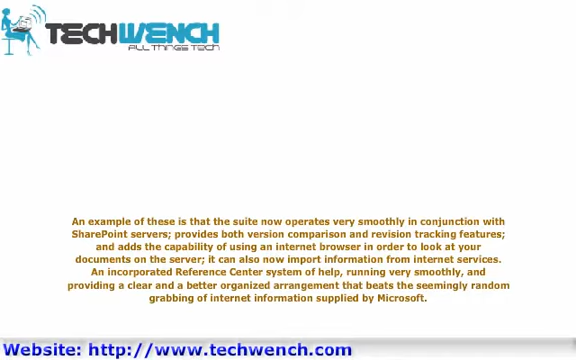 TECHWENCH
ALL THINGS TECH
An example of these is that the suite now operates very smoothly in conjunction with
SharePoint servers; provides both version comparison and revision tracking features;
and adds the capability of using an internet browser in order to look at your
documents on the server; it can also now import information from internet services.
An incorporated Reference Center system of help, running very smoothly, and
providing a clear and a better organized arrangement that beats the seemingly random
grabbing of internet information supplied by Microsoft.
Website: http://www.techwench.com